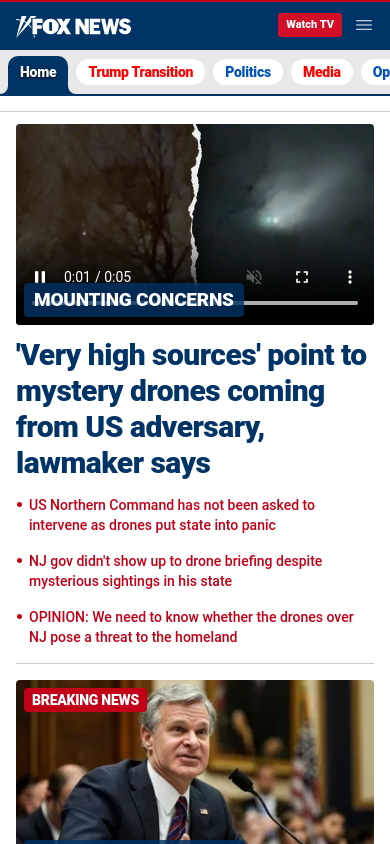 FOX NEWS
Watch TV
Home
Trump Transition
Politics
Media
Op
0:01 / 0:05
MOUNTING CONCERNS
'Very high sources' point to
mystery drones coming
from US adversary,
lawmaker says
US Northern Command has not been asked to
intervene as drones put state into panic
NJ gov didn't show up to drone briefing despite
mysterious sightings in his state
OPINION: We need to know whether the drones over
NJ pose a threat to the homeland
BREAKING NEWS